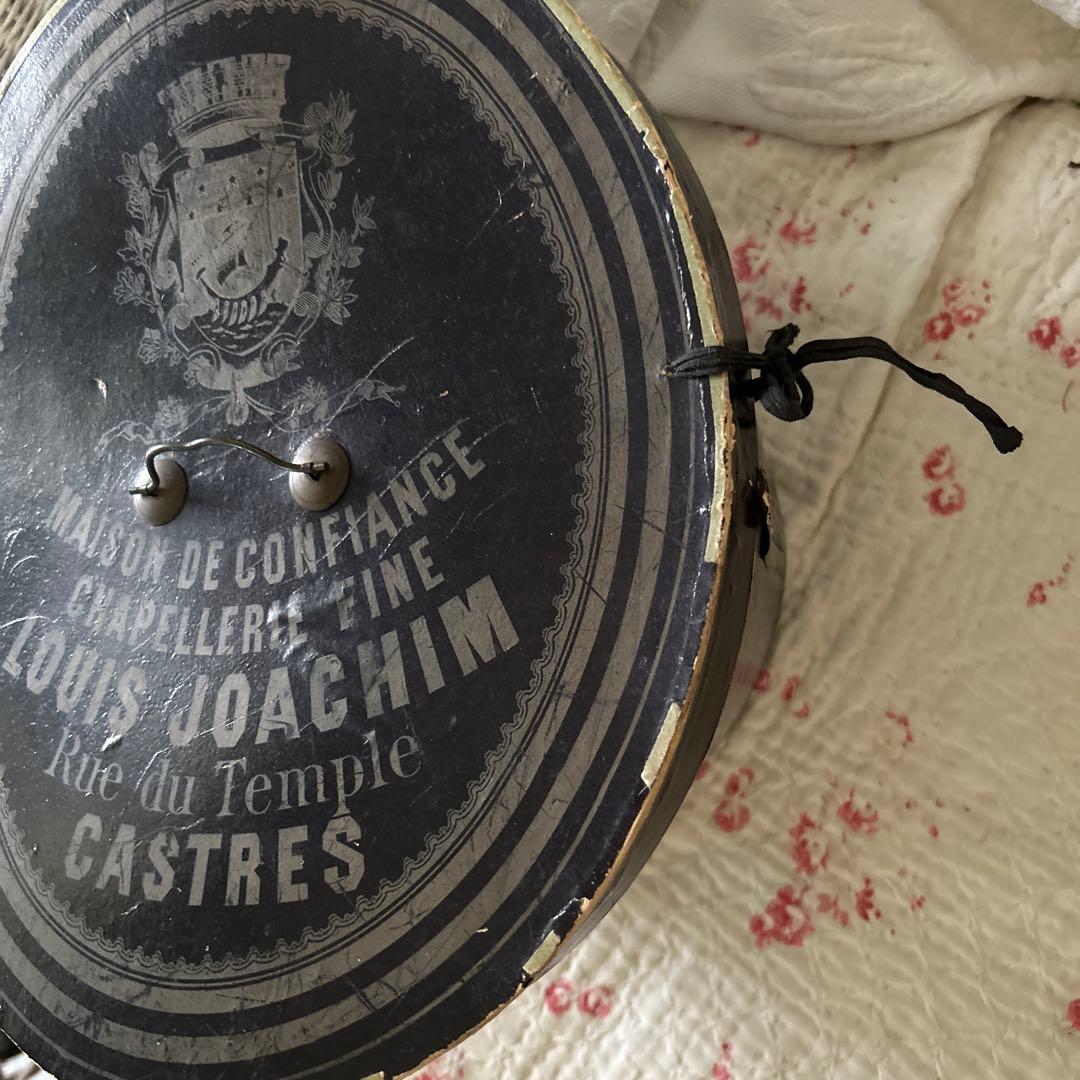 MAISON DE CONFIANCE
CHAPELLERIE FINE
LOUIS JOACHIM
Rue du Temple
CASTRES